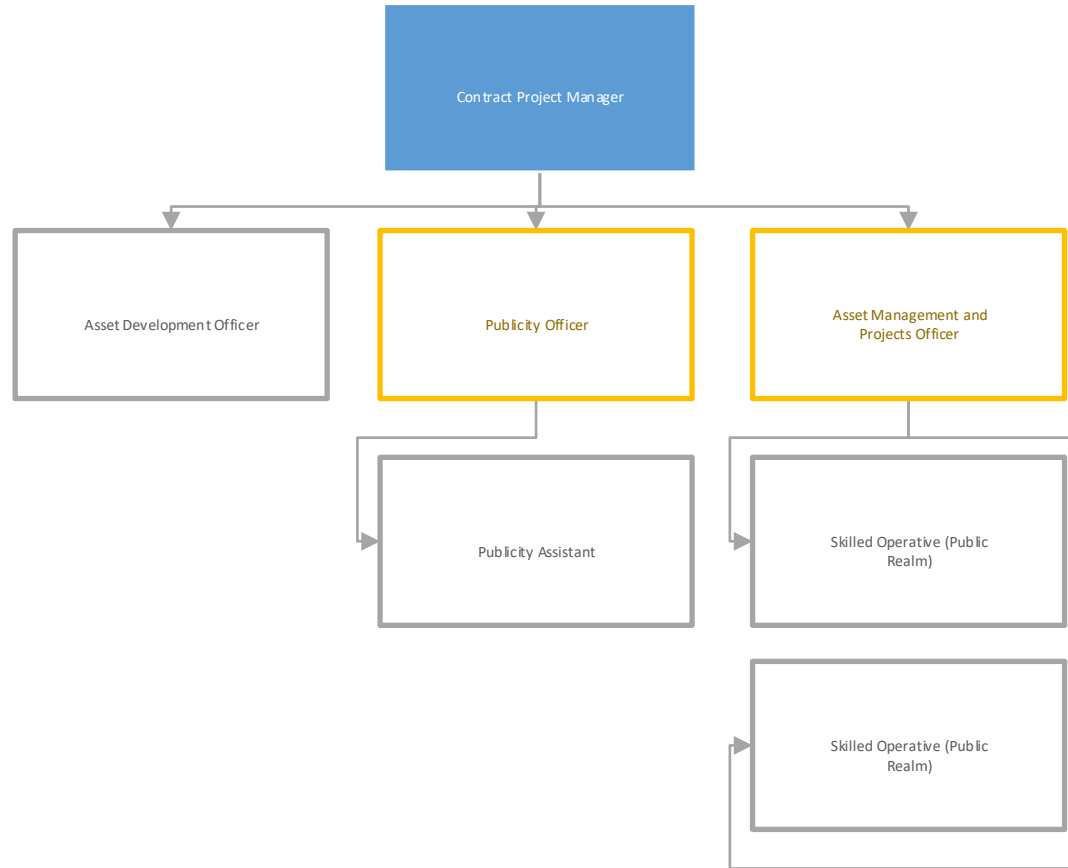 Contract Project Manager
Asset Development Officer
Publicity Officer
Asset Management and
Projects Officer
Publicity Assistant
Skilled Operative (Public
Realm)
Skilled Operative (Public
Realm)